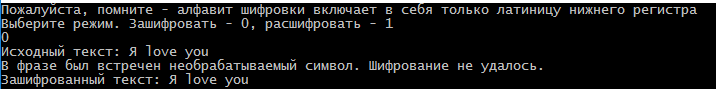 Пожалуйста, помните - алфавит шифровки включает в себя только латиницу нижнего регистра
Выберите режим. Зашифровать - 0, расшифровать - 1
0
Исходный текст: Я love you
В фразе был встречен необрабатываемый символ. Шифрование не удалось.
Зашифрованный текст: Я love you